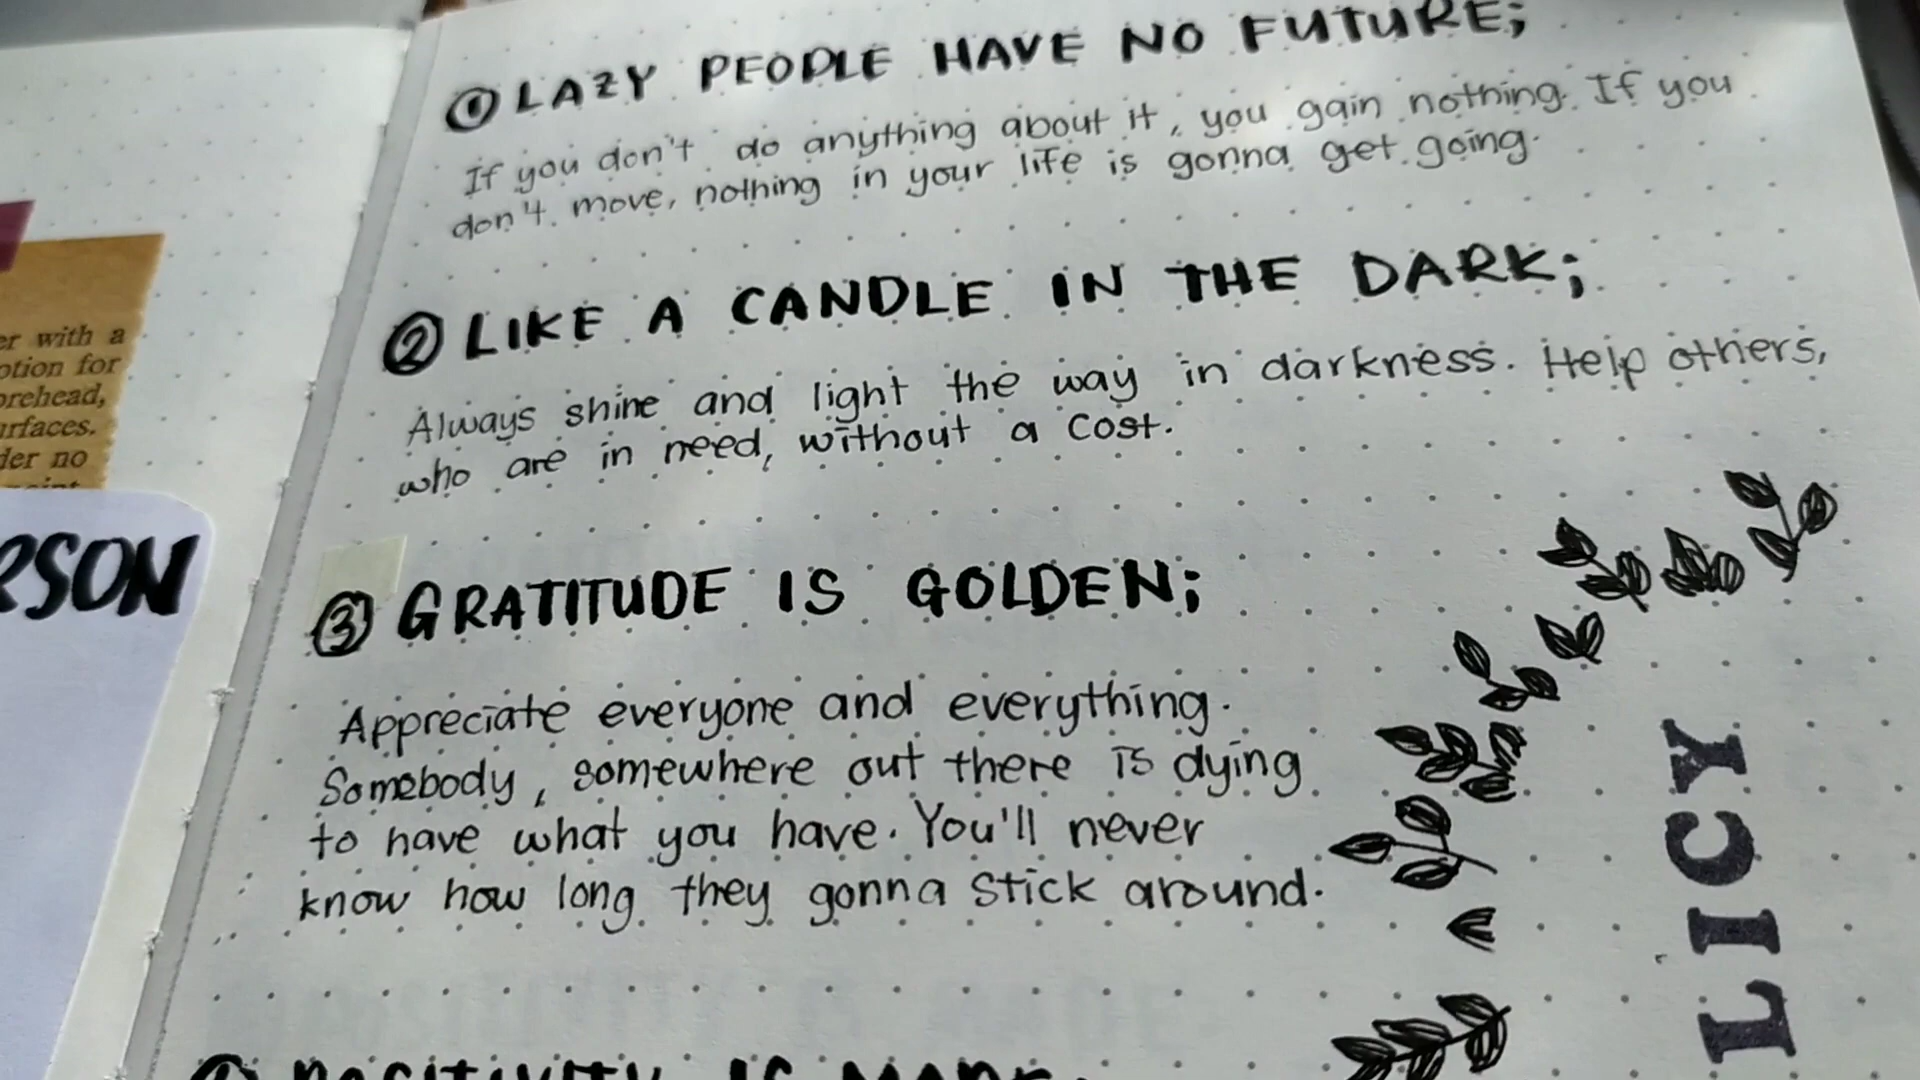 er with a
ption for
orehead,
urfaces.
der no
RSON
① LAZY PEOPLE HAVE NO FUTURE;
If you don't do anything about it, you gain nothing. If you
don't move, nothing in your life is gonna get going.
② LIKE A CANDLE IN THE DARK;
Always shine and light the way in darkness. Help others,
who are in need, without a cost.
③ GRATITUDE IS GOLDEN;
Appreciate everyone and everything.
Somebody, somewhere out there is dying
to have what you have. You'll never
know how long they gonna stick around.
POSITIVITY IS MADE;
LICY